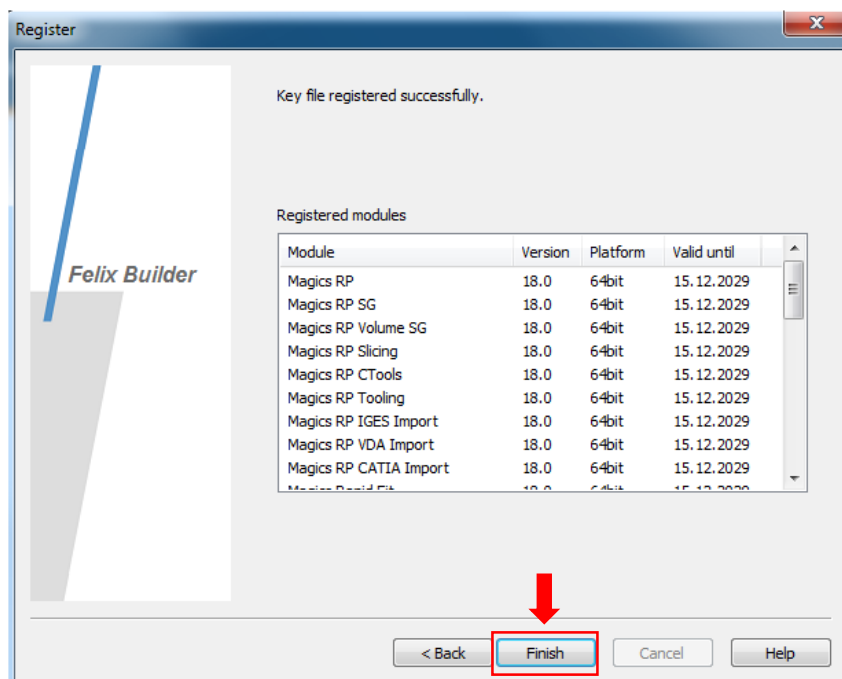 Register
Key file registered successfully.
Registered modules
Module Version Platform Valid until
Felix Builder
Magics RP 18.0 64bit 15.12.2029
Magics RP SG 18.0 64bit 15.12.2029
Magics RP Volume SG 18.0 64bit 15.12.2029
Magics RP Slicing 18.0 64bit 15.12.2029
Magics RP CTools 18.0 64bit 15.12.2029
Magics RP Tooling 18.0 64bit 15.12.2029
Magics RP IGES Import 18.0 64bit 15.12.2029
Magics RP VDA Import 18.0 64bit 15.12.2029
Magics RP CATIA Import 18.0 64bit 15.12.2029
< Back Finish Cancel Help